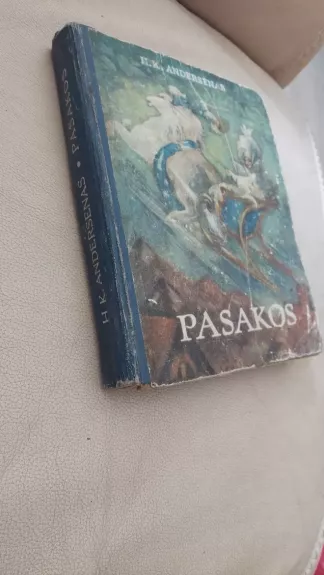 H. K. ANDERSENAS
PASAKOS
H. K. ANDERSENAS • PASAKOS